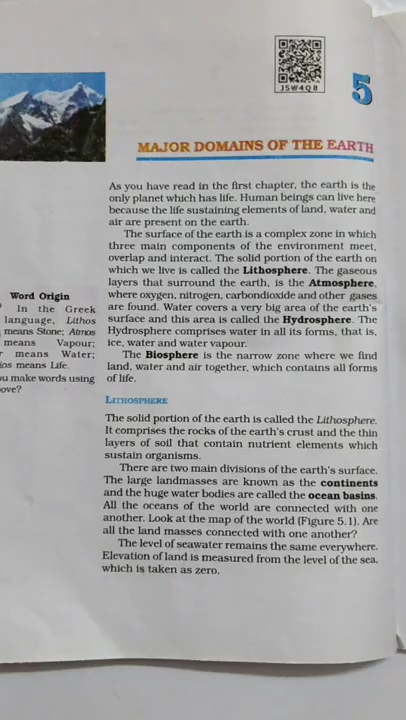 J5W4Q8
5
MAJOR DOMAINS OF THE EARTH
As you have read in the first chapter, the earth is the
only planet which has life. Human beings can live here
because the life sustaining elements of land, water and
air are present on the earth.
The surface of the earth is a complex zone in which
three main components of the environment meet,
overlap and interact. The solid portion of the earth on
which we live is called the Lithosphere. The gaseous
layers that surround the earth, is the Atmosphere,
where oxygen, nitrogen, carbondioxide and other gases
are found. Water covers a very big area of the earth's
surface and this area is called the Hydrosphere. The
Hydrosphere comprises water in all its forms, that is,
ice, water and water vapour.
The Biosphere is the narrow zone where we find
land, water and air together, which contains all forms
of life.
Word Origin
In the Greek
language, Lithos
means Stone; Atmos
means Vapour;
means Water;
means Life.
make words using
LITHOSPHERE
The solid portion of the earth is called the Lithosphere.
It comprises the rocks of the earth's crust and the thin
layers of soil that contain nutrient elements which
sustain organisms.
There are two main divisions of the earth's surface.
The large landmasses are known as the continents
and the huge water bodies are called the ocean basins.
All the oceans of the world are connected with one
another. Look at the map of the world (Figure 5.1). Are
all the land masses connected with one another?
The level of seawater remains the same everywhere.
Elevation of land is measured from the level of the sea,
which is taken as zero.